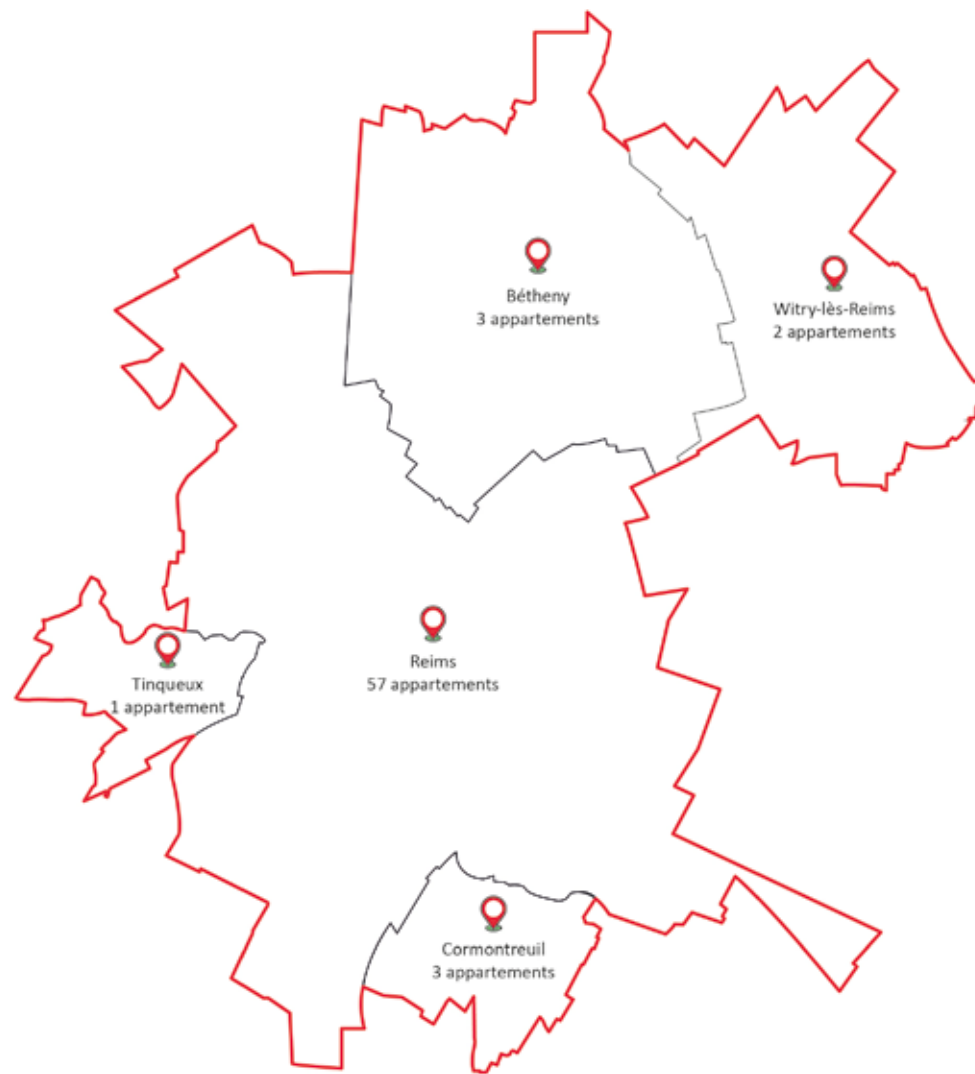 Bétheny
3 appartements
Witry-lès-Reims
2 appartements
Reims
57 appartements
Tinqueux
1 appartement
Cormontreuil
3 appartements